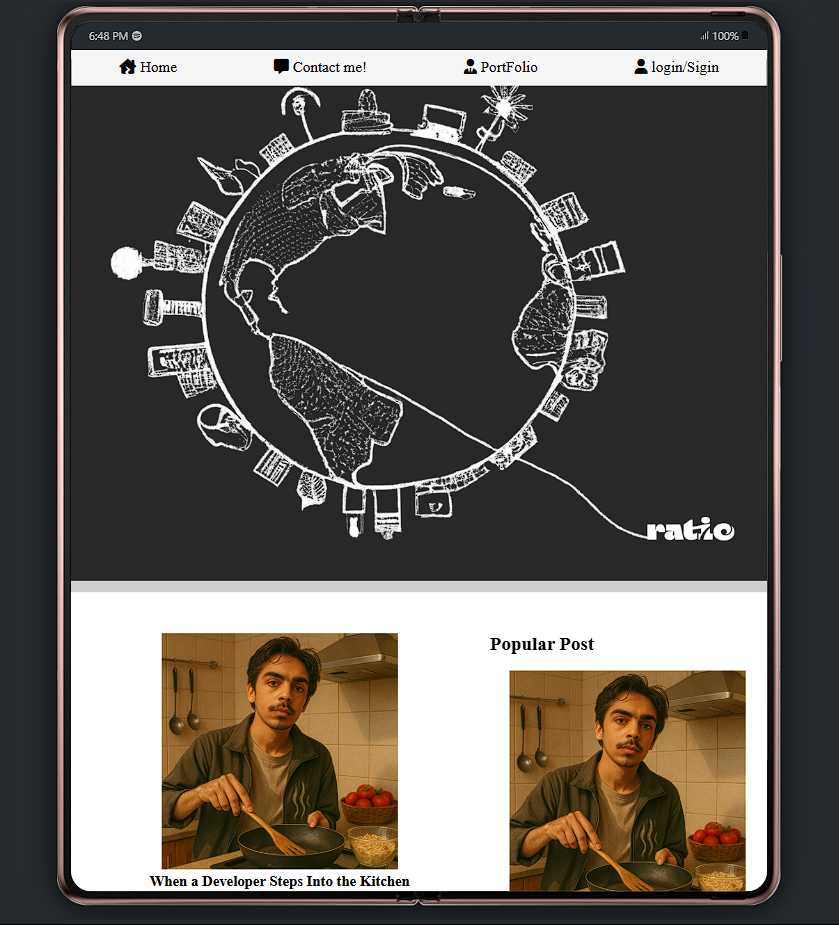 6:48 PM
100%
Home
Contact me!
PortFolio
login/Sigin
ratio
Popular Post
When a Developer Steps Into the Kitchen